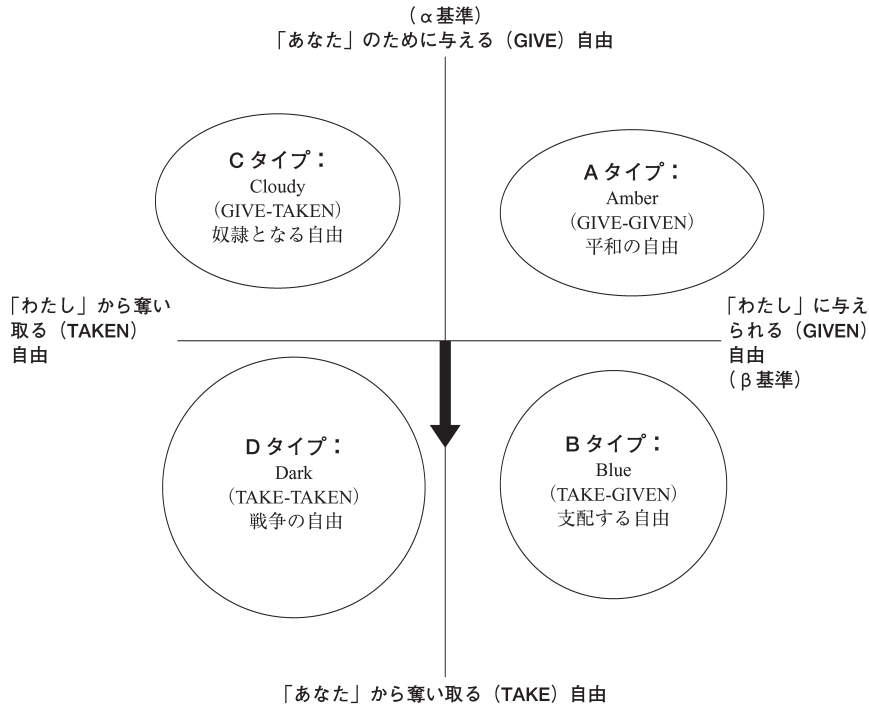 （α基準）
「あなた」のために与える（GIVE）自由
Cタイプ：
Cloudy
（GIVE-TAKEN）
奴隷となる自由
Aタイプ：
Amber
（GIVE-GIVEN）
平和の自由
「わたし」から奪い
取る（TAKEN）
自由
「わたし」に与え
られる（GIVEN）
自由
（β基準）
Dタイプ：
Dark
（TAKE-TAKEN）
戦争の自由
Bタイプ：
Blue
（TAKE-GIVEN）
支配する自由
「あなた」から奪い取る（TAKE）自由